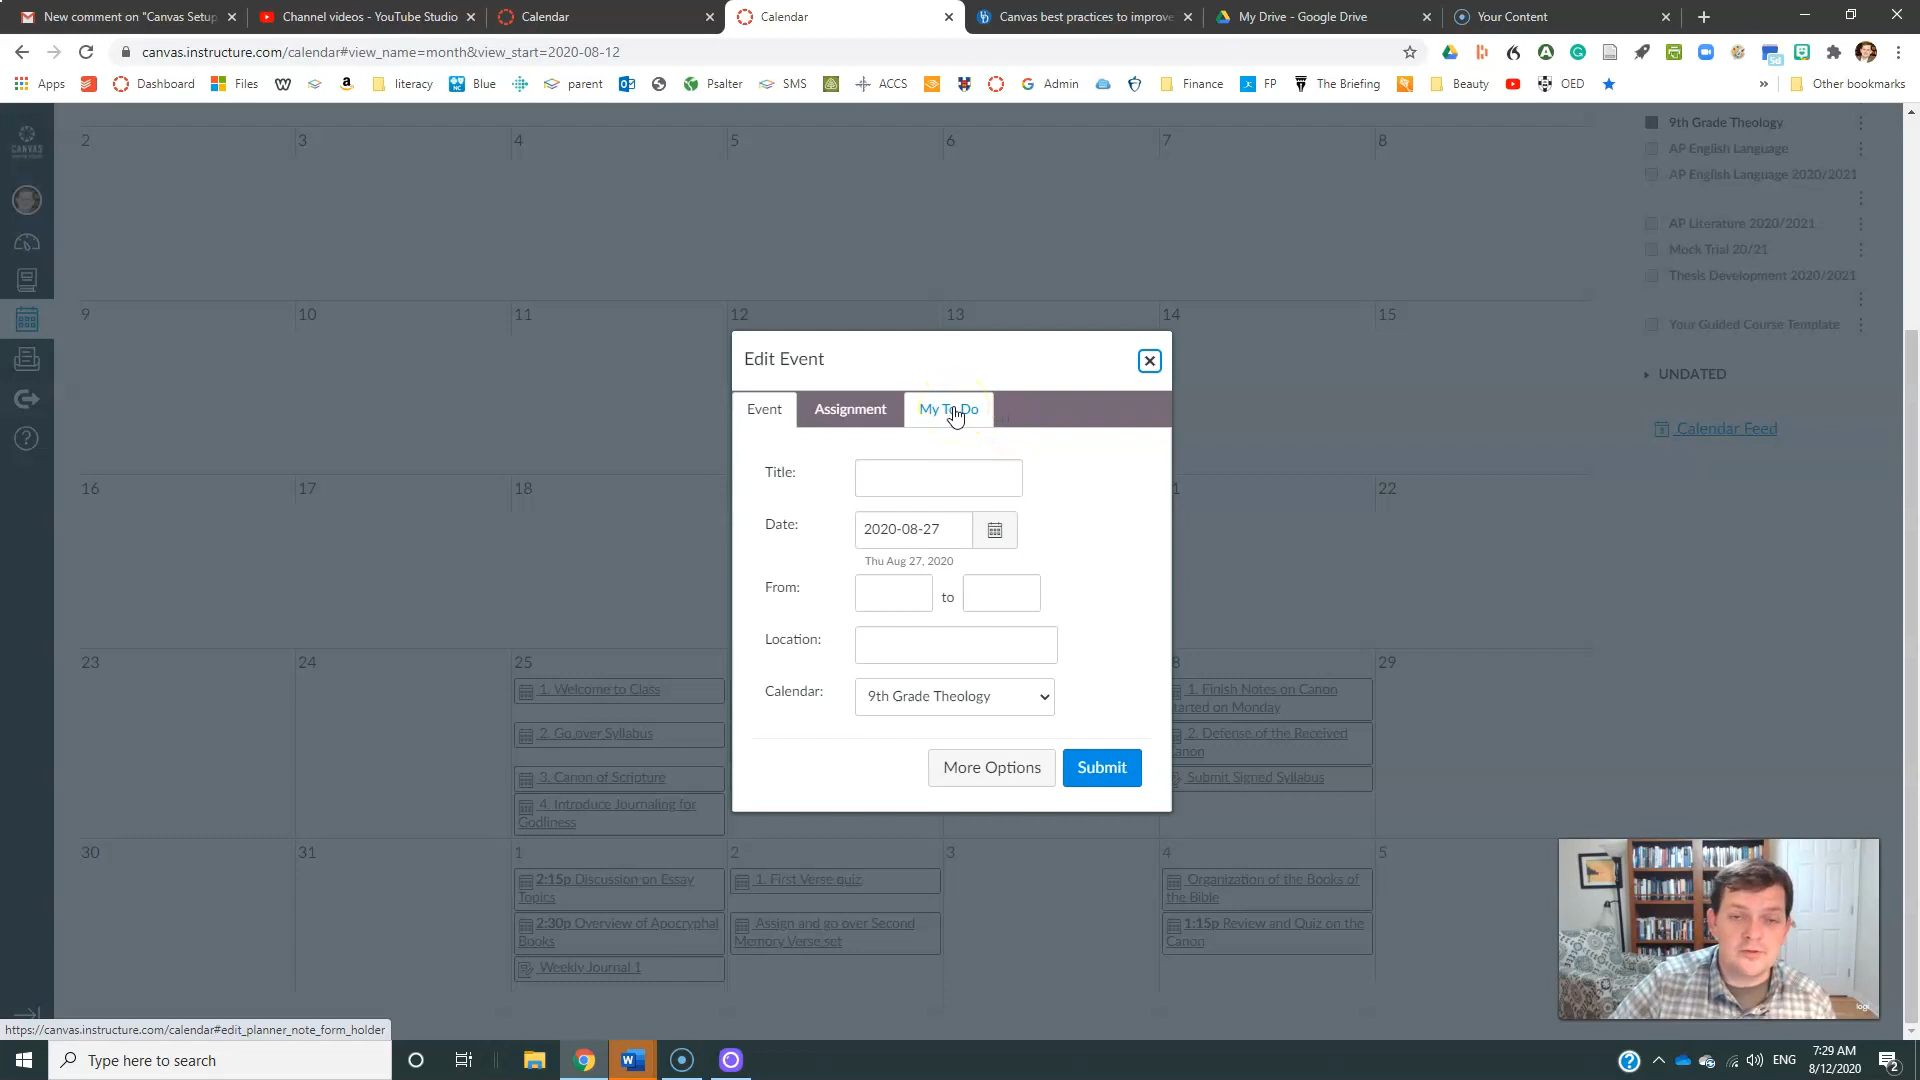 New comment on "Canvas Setup
Channel videos - YouTube Studio
Calendar
Calendar
Canvas best practices to improve
My Drive - Google Drive
Your Content
canvas.instructure.com/calendar#view_name=month&view_start=2020-08-12
Apps
Dashboard
Files
literacy
Blue
parent
Psalter
SMS
ACCS
Admin
Finance
FP
The Briefing
Beauty
OED
Other bookmarks
CANVAS
2
3
4
5
6
7
8
9th Grade Theology
AP English Language
AP English Language 2020/2021
AP Literature 2020/2021
Mock Trial 20/21
Thesis Development 2020/2021
Your Guided Course Template
UNDATED
Calendar Feed
9
10
11
12
13
14
15
Edit Event
Event
Assignment
My To Do
Title:
Date:
2020-08-27
Thu Aug 27, 2020
From:
to
Location:
Calendar:
9th Grade Theology
More Options
Submit
16
17
18
1
22
23
24
25
8
29
1. Welcome to Class
2. Go over Syllabus
3. Canon of Scripture
4. Introduce Journaling for
Godliness
1. Finish Notes on Canon
tarted on Monday
2. Defense of the Received
anon
Submit Signed Syllabus
30
31
1
2
3
4
5
2:15p Discussion on Essay
Topics
2:30p Overview of Apocryphal
Books
Weekly Journal 1
1. First Verse quiz
Assign and go over Second
Memory Verse set
Organization of the Books of
the Bible
1:15p Review and Quiz on the
Canon
logi
https://canvas.instructure.com/calendar#edit_planner_note_form_holder
Type here to search
ENG
7:29 AM
8/12/2020
2